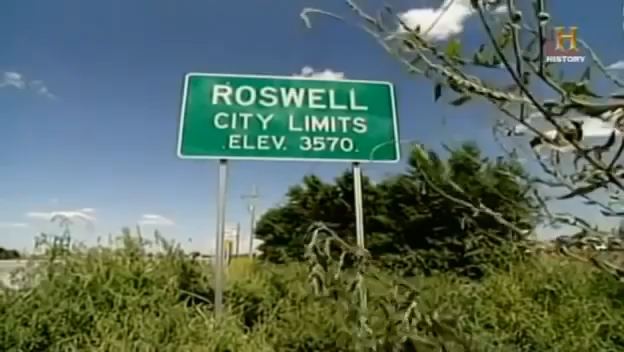 H
HISTORY
ROSWELL
CITY LIMITS
ELEV. 3570.